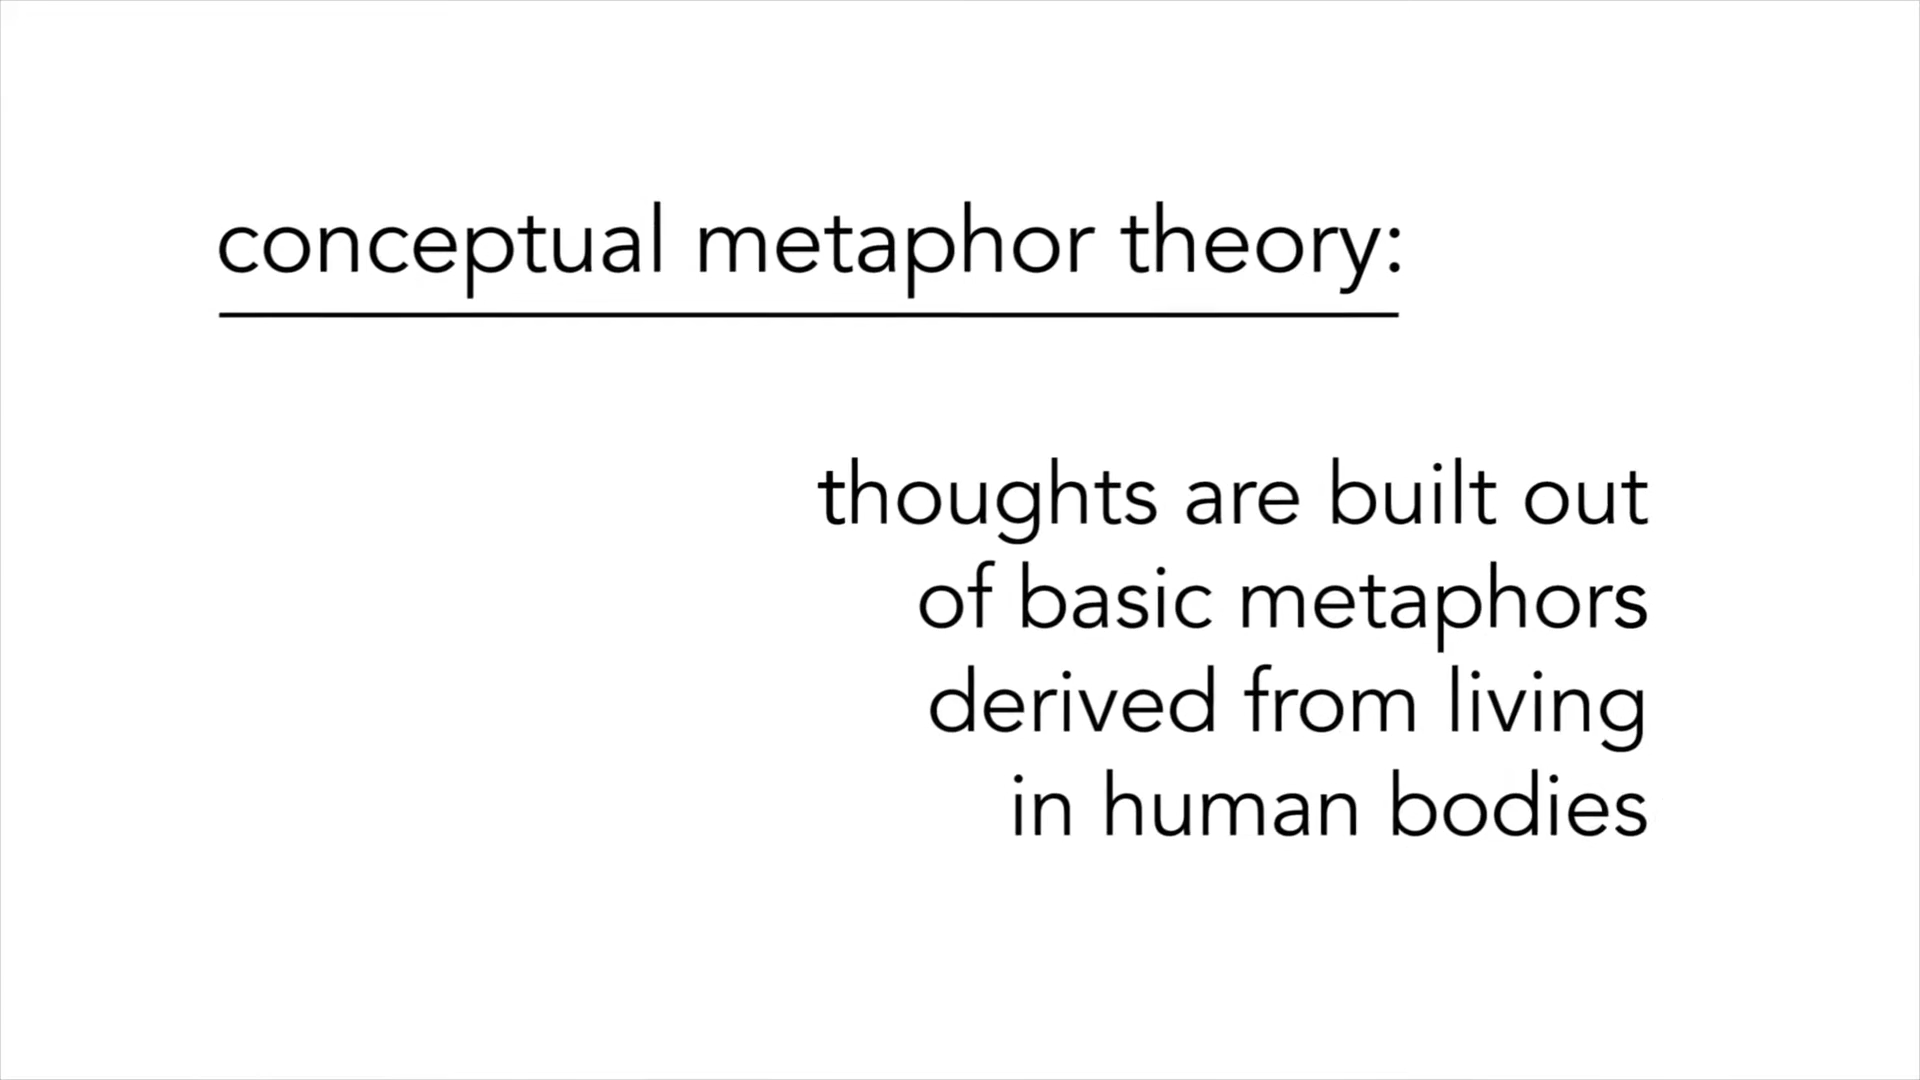 conceptual metaphor theory:
thoughts are built out
of basic metaphors
derived from living
in human bodies